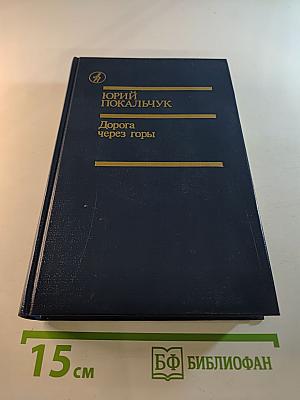 ЮРИЙ
ПОКАЛЬЧУК
Дорога
через горы
15 см
БФ БИБЛИОФАН